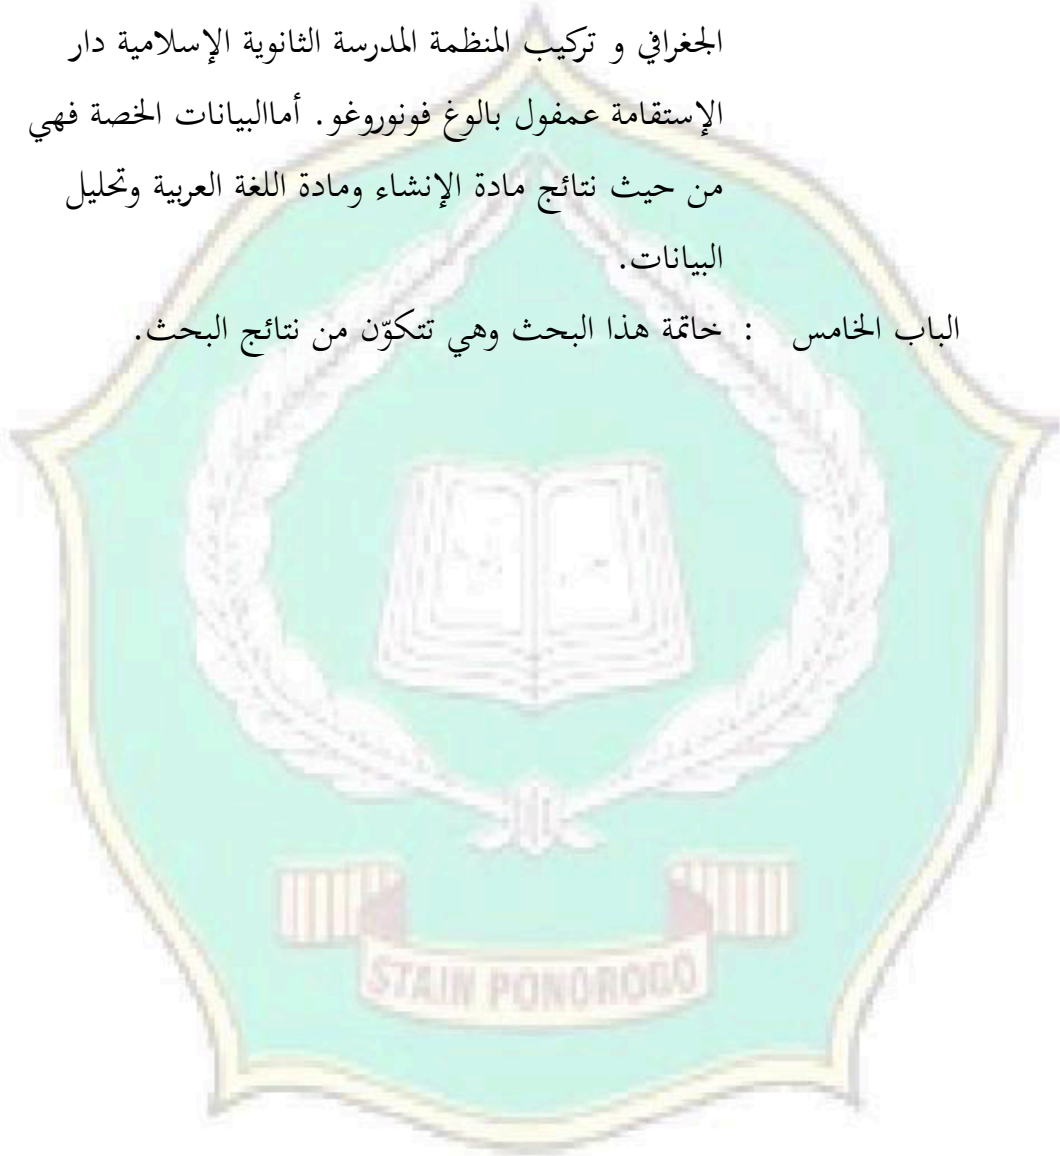 الجغرافي و تركيب المنظمة المدرسة الثانوية الإسلامية دار
الإستقامة عمفول بالوغ فونوروغو. أماالبيانات الخصة فهي
من حيث نتائج مادة الإنشاء ومادة اللغة العربية وتحليل
البيانات.
الباب الخامس : خاتمة هذا البحث وهي تتكوّن من نتائج البحث.
STAIN PONOROGO